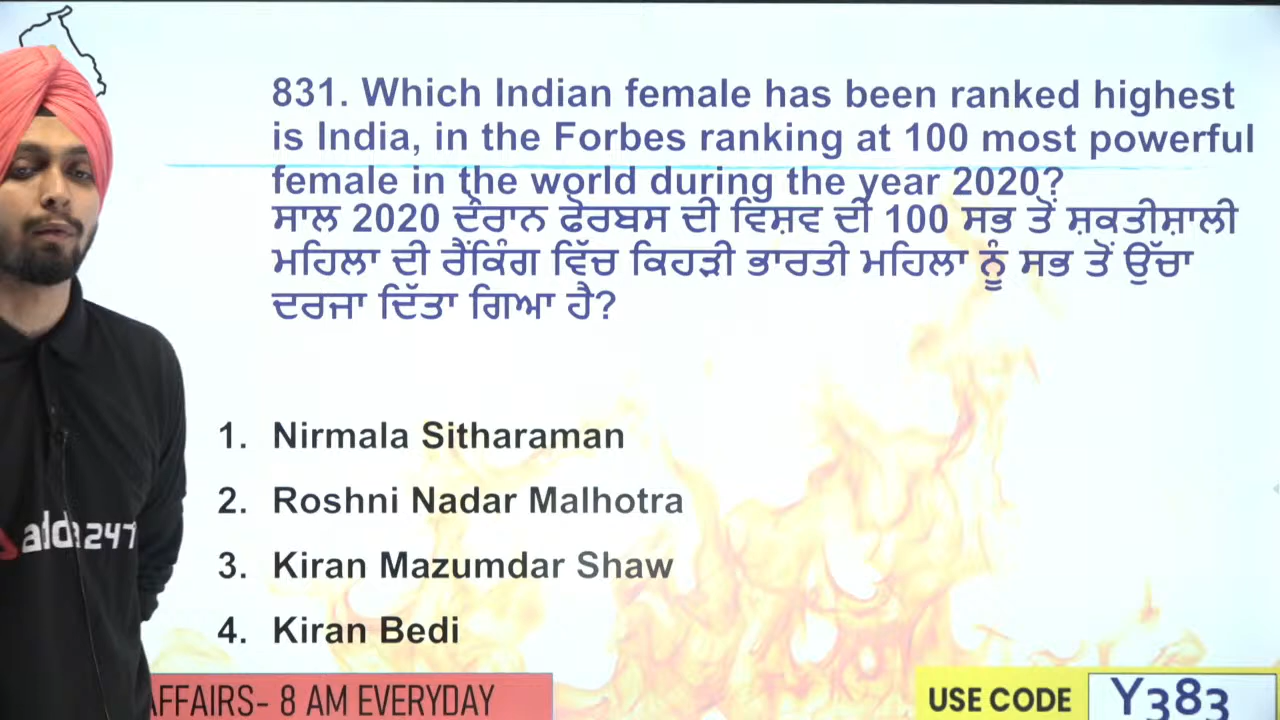 831. Which Indian female has been ranked highest
is India, in the Forbes ranking at 100 most powerful
female in the world during the year 2020?
ਸਾਲ 2020 ਦੌਰਾਨ ਫੋਰਬਸ ਦੀ ਵਿਸ਼ਵ ਦੀ 100 ਸਭ ਤੋਂ ਸ਼ਕਤੀਸ਼ਾਲੀ
ਮਹਿਲਾ ਦੀ ਰੈਂਕਿੰਗ ਵਿੱਚ ਕਿਹੜੀ ਭਾਰਤੀ ਮਹਿਲਾ ਨੂੰ ਸਭ ਤੋਂ ਉੱਚਾ
ਦਰਜਾ ਦਿੱਤਾ ਗਿਆ ਹੈ?
1. Nirmala Sitharaman
2. Roshni Nadar Malhotra
3. Kiran Mazumdar Shaw
4. Kiran Bedi
adda247
AFFAIRS- 8 AM EVERYDAY
USE CODE Y383